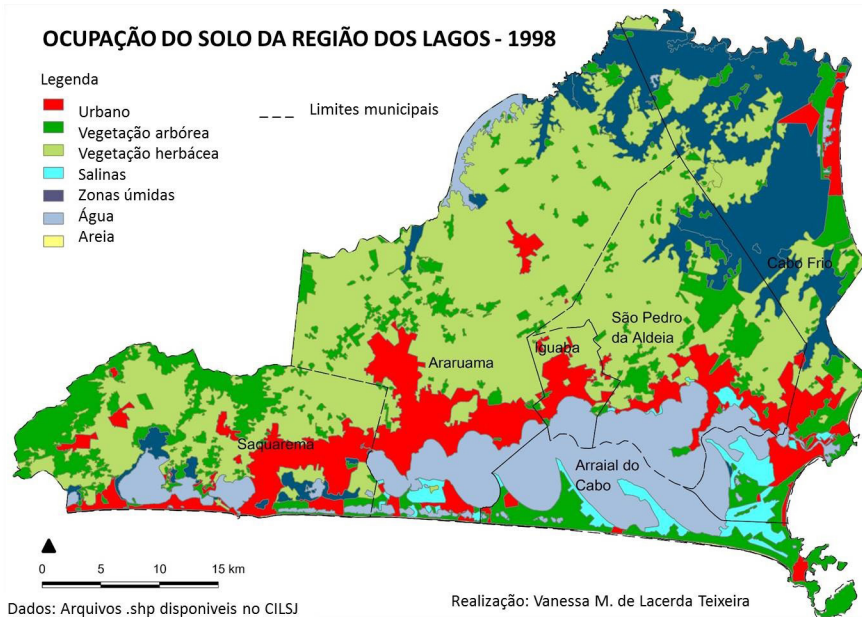 OCUPAÇÃO DO SOLO DA REGIÃO DOS LAGOS - 1998
Legenda
Urbano
Vegetação arbórea
Vegetação herbácea
Salinas
Zonas úmidas
Água
Areia
Limites municipais
Cabo Frio
São Pedro
da Aldeia
Iguaba
Araruama
Saquarema
Arraial do
Cabo
0 5 10 15 km
Dados: Arquivos .shp disponiveis no CILSJ
Realização: Vanessa M. de Lacerda Teixeira